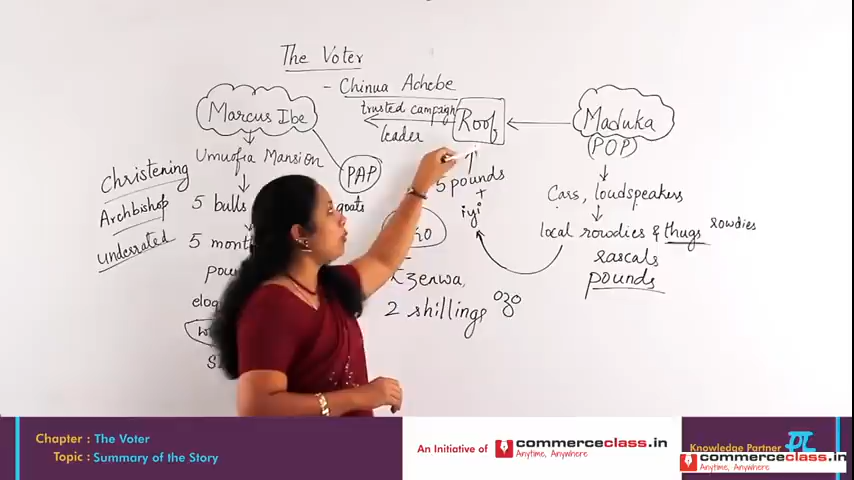 The Voter
- Chinua Achebe
Marcus Ibe
Umuofia Mansion
PAP
Christening
Archbishop
underrated
5 bulls
goats
5
trusted campaign
leader
Roof
5 pounds
+
iyi
Ezenwa,
2 shillings
ozo
Maduka
(POP)
Cars, loudspeakers
local rowdies & thugs rowdies
rascals
pounds
Chapter : The Voter
Topic : Summary of the Story
An Initiative of
commerceclass.in
Anytime, Anywhere
Knowledge Partner
commerceclass.in
Anytime, Anywhere